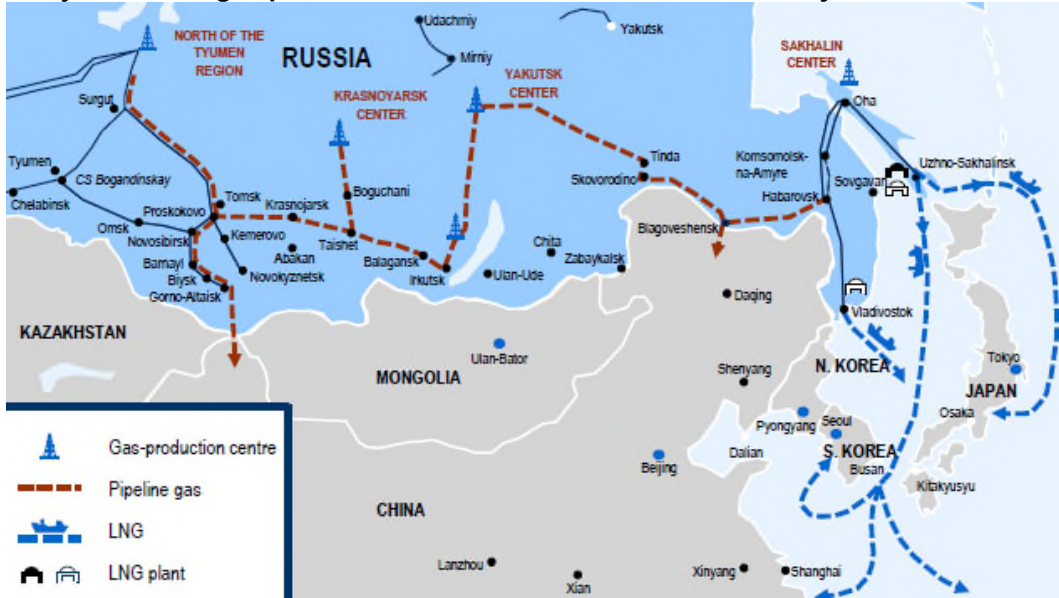 Udachmiy
Yakutsk
NORTH OF THE
TYUMEN
REGION
RUSSIA
Mirniy
SAKHALIN
CENTER
YAKUTSK
CENTER
KRASNOYARSK
CENTER
Surgut
Oha
Tyumen
CS Bogandinskay
Chelabinsk
Tomsk
Proskokovo
Krasnojarsk
Boguchani
Tinda
Skovorodino
Komsomolsk-
na-Amyre
Habarovsk
Sovgavan
Uzhno-Sakhalinsk
Omsk
Novosibirsk
Kemerovo
Abakan
Taishet
Balagansk
Irkutsk
Chita
Ulan-Ude
Zabaykalsk
Blagoveshensk
Barnayl
Biysk
Gorno-Altaisk
Novokyznetsk
Daqing
Vladivostok
KAZAKHSTAN
Ulan-Bator
MONGOLIA
Shenyang
N. KOREA
Tokyo
JAPAN
Pyongyang
Seoul
Osaka
S. KOREA
Busan
Dalian
Beijing
Kitakyusyu
CHINA
Lanzhou
Xian
Xinyang
Shanghai
Gas-production centre
Pipeline gas
LNG
LNG plant